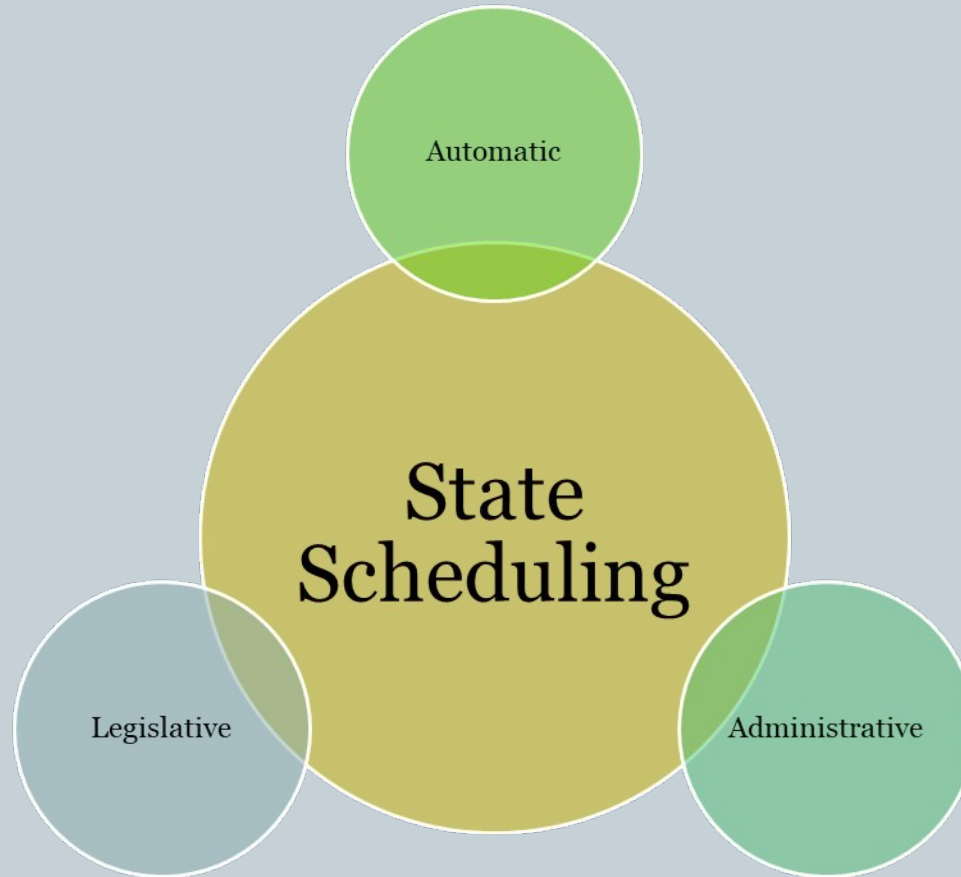 Automatic
State
Scheduling
Legislative
Administrative